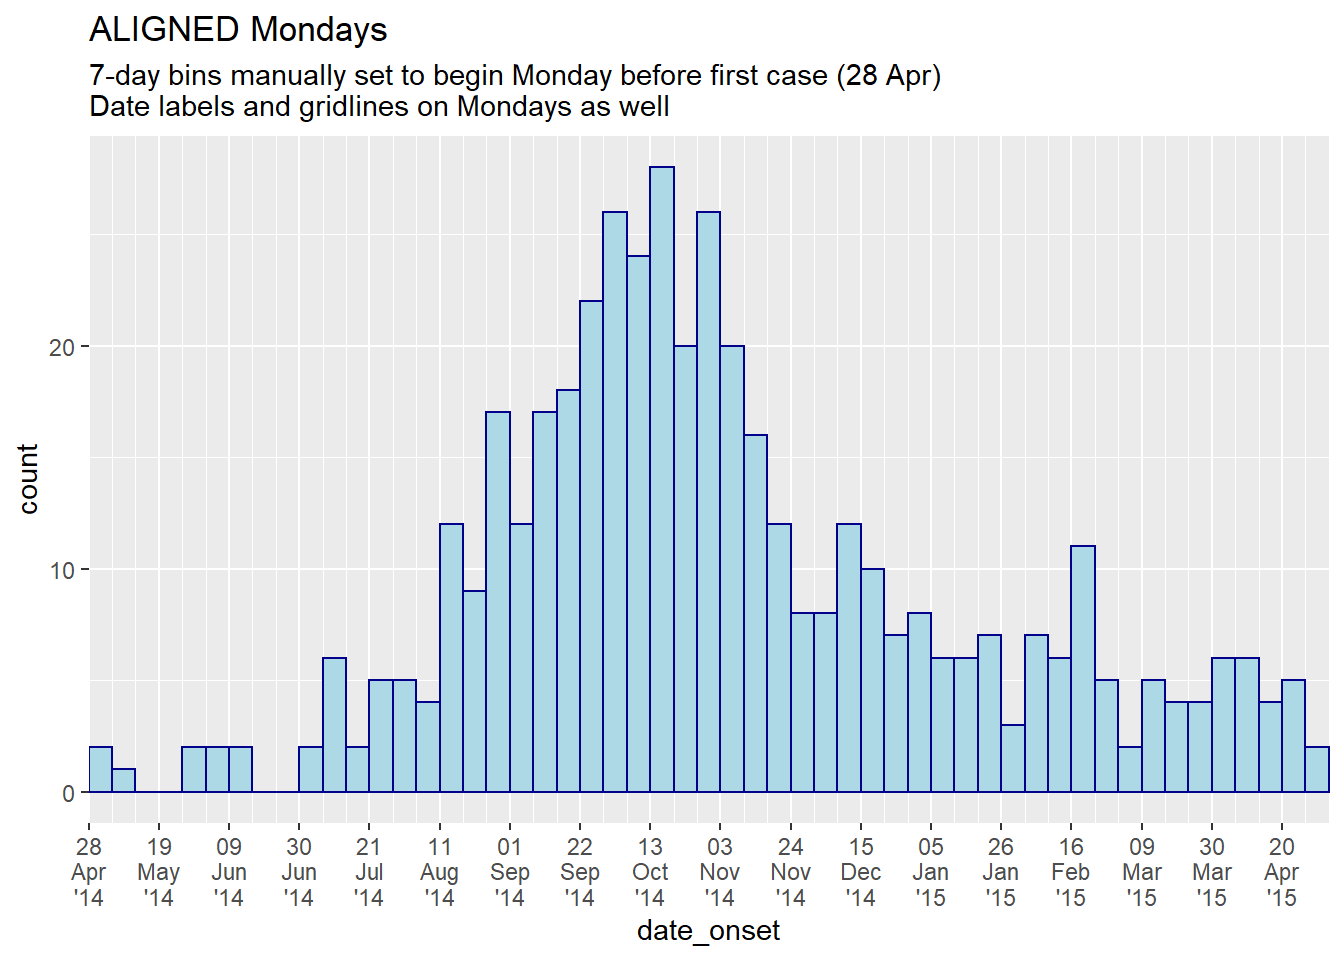 ALIGNED Mondays
7-day bins manually set to begin Monday before first case (28 Apr)
Date labels and gridlines on Mondays as well
count
20
10
0
28 19 09 30 21 11 01 22 13 03 24 15 05 26 16 09 30 20
Apr May Jun Jun Jul Aug Sep Sep Oct Nov Nov Dec Jan Jan Feb Mar Mar Apr
'14 '14 '14 '14 '14 '14 '14 '14 '14 '14 '14 '14 '15 '15 '15 '15 '15 '15
date_onset